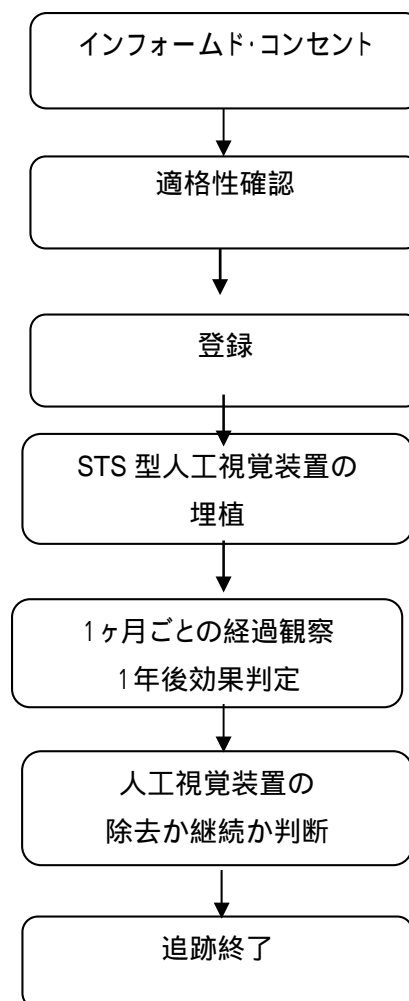 インフォームド・コンセント
適格性確認
登録
STS 型人工視覚装置の
埋植
1ヶ月ごとの経過観察
1年後効果判定
人工視覚装置の
除去か継続か判断
追跡終了